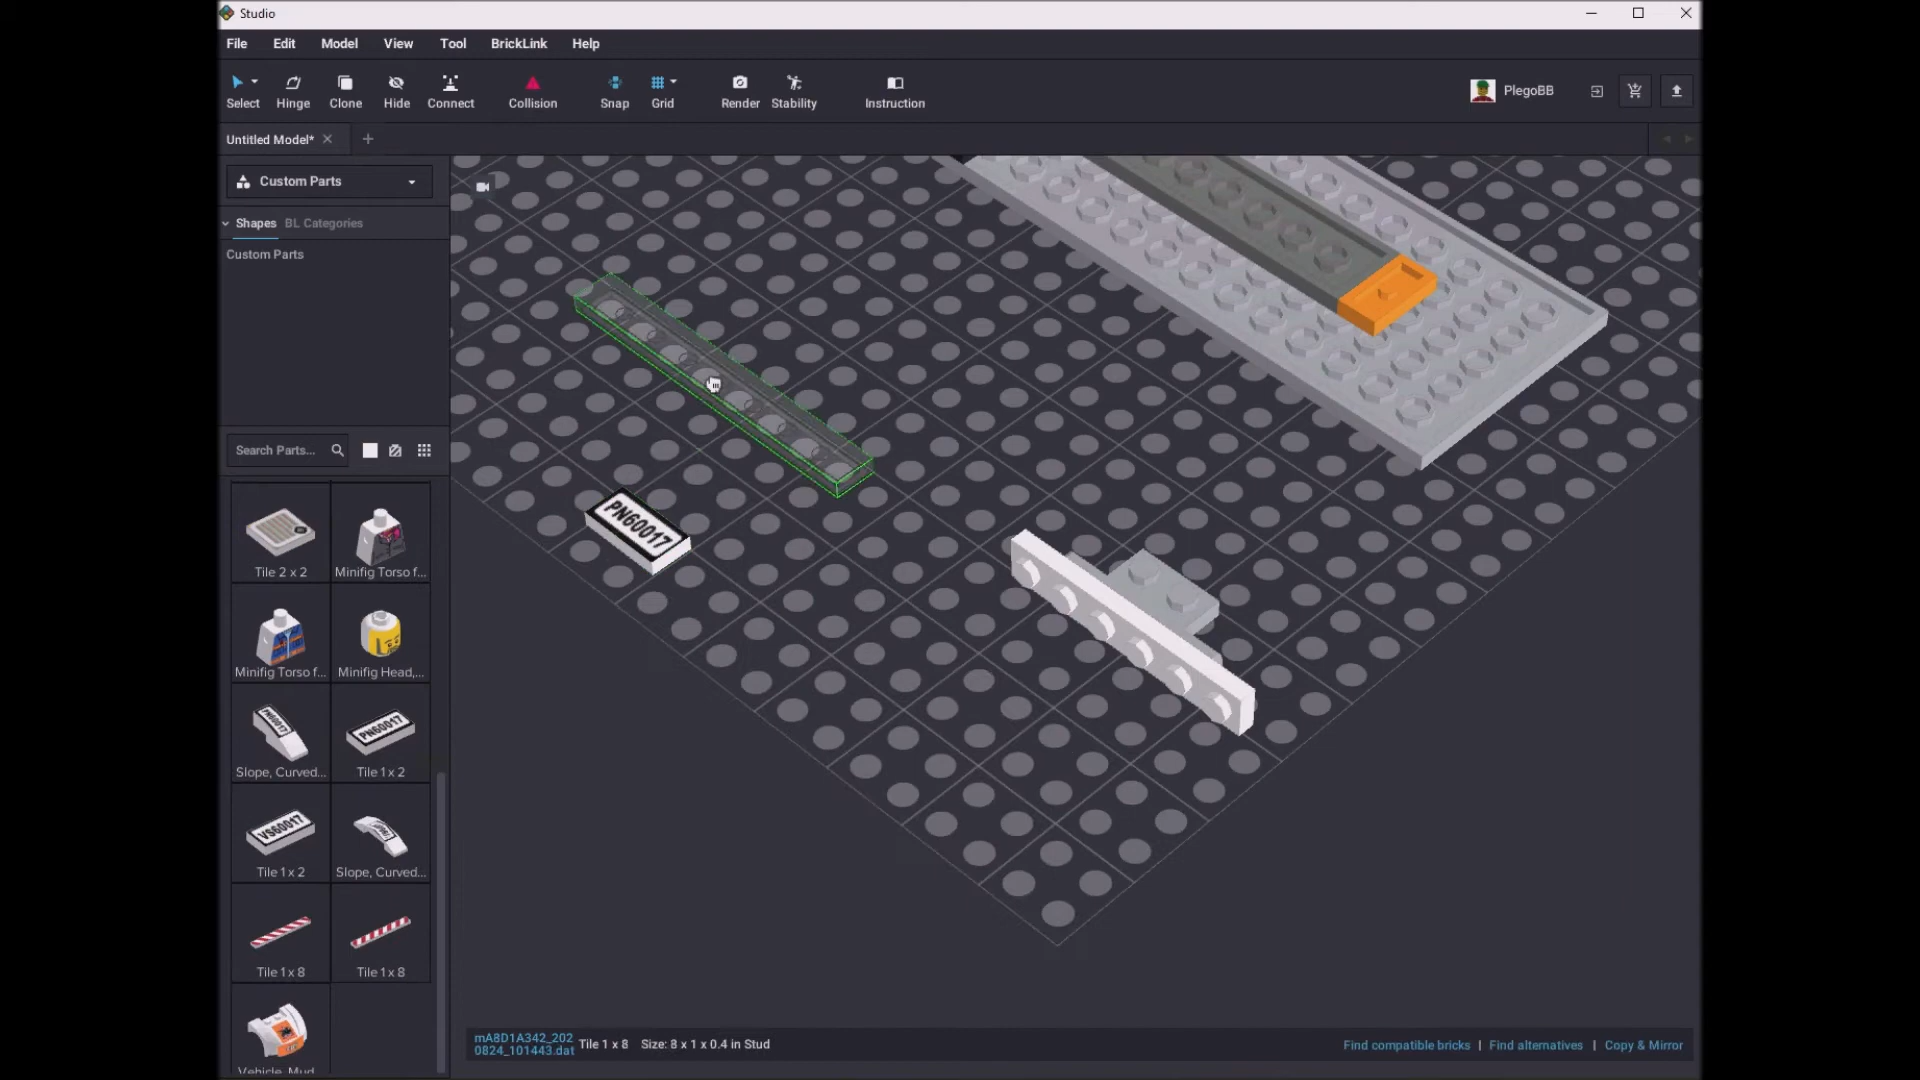 Studio
File Edit Model View Tool BrickLink Help
Select Hinge Clone Hide Connect Collision Snap Grid Render Stability Instruction PlegoBB
Untitled Model*
Custom Parts
Shapes BL Categories
Custom Parts
Search Parts...
PN60017
Tile 2 x 2 Minifig Torso f...
Minifig Torso f... Minifig Head,...
PN60017
Slope, Curved... Tile 1 x 2
VS60017
Tile 1 x 2 Slope, Curved...
Tile 1 x 8 Tile 1 x 8
Vehicle, Mud
mA8D1A342_202
0824_101443.dat
Tile 1 x 8 Size: 8 x 1 x 0.4 in Stud
Find compatible bricks | Find alternatives | Copy & Mirror